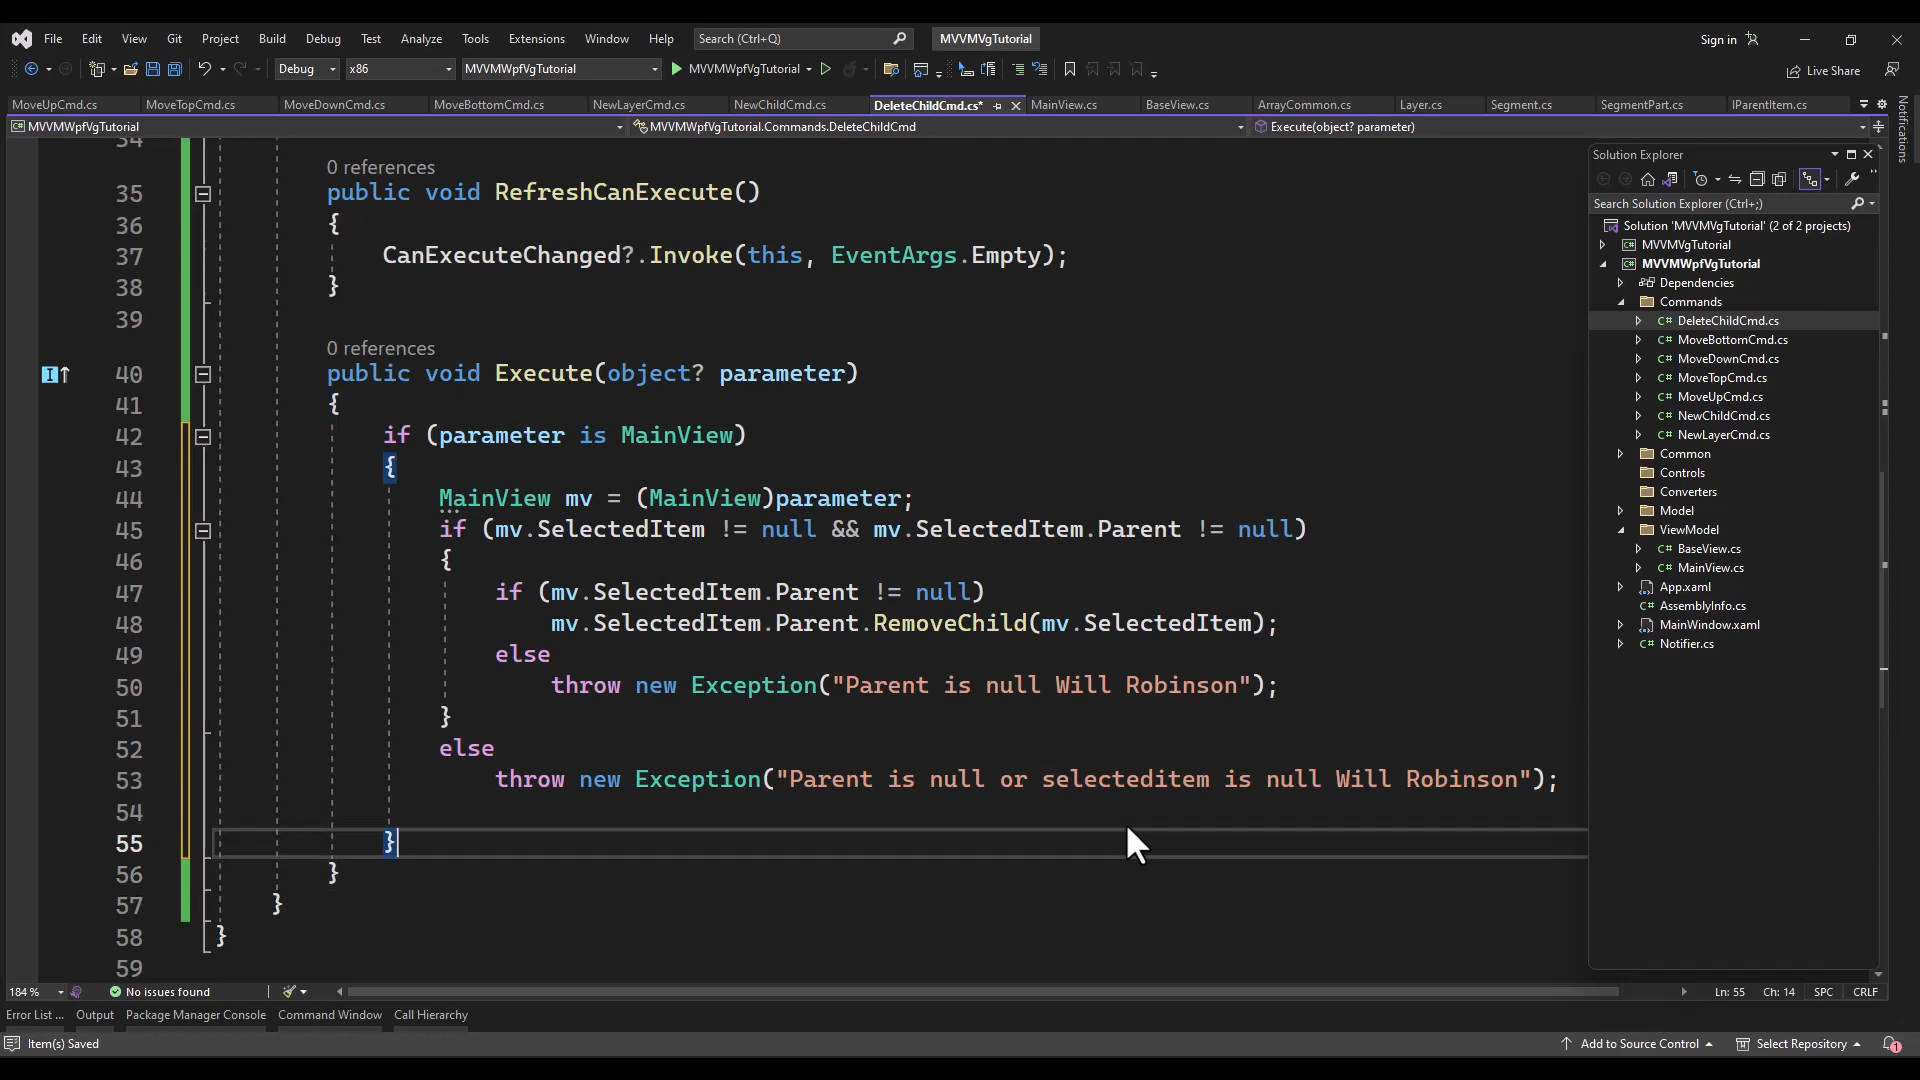 File Edit View Git Project Build Debug Test Analyze Tools Extensions Window Help Search (Ctrl+Q) MVVMVgTutorial Sign in
Debug x86 MVVMWpfVgTutorial MVVMWpfVgTutorial Live Share
MoveUpCmd.cs MoveTopCmd.cs MoveDownCmd.cs MoveBottomCmd.cs NewLayerCmd.cs NewChildCmd.cs DeleteChildCmd.cs* MainView.cs BaseView.cs ArrayCommon.cs Layer.cs Segment.cs SegmentPart.cs IParentItem.cs
MVVMWpfVgTutorial MVVMWpfVgTutorial.Commands.DeleteChildCmd Execute(object? parameter)
Notifications
34
0 references
35 public void RefreshCanExecute()
36 {
37 CanExecuteChanged?.Invoke(this, EventArgs.Empty);
38 }
39
0 references
40 public void Execute(object? parameter)
41 {
42 if (parameter is MainView)
43 {
44 MainView mv = (MainView)parameter;
45 if (mv.SelectedItem != null && mv.SelectedItem.Parent != null)
46 {
47 if (mv.SelectedItem.Parent != null)
48 mv.SelectedItem.Parent.RemoveChild(mv.SelectedItem);
49 else
50 throw new Exception("Parent is null Will Robinson");
51 }
52 else
53 throw new Exception("Parent is null or selecteditem is null Will Robinson");
54
55 }
56 }
57 }
58 }
59
Solution Explorer
Search Solution Explorer (Ctrl+;)
Solution 'MVVMVgTutorial' (2 of 2 projects)
C# MVVMVgTutorial
C# MVVMWpfVgTutorial
Dependencies
Commands
C# DeleteChildCmd.cs
C# MoveBottomCmd.cs
C# MoveDownCmd.cs
C# MoveTopCmd.cs
C# MoveUpCmd.cs
C# NewChildCmd.cs
C# NewLayerCmd.cs
Common
Controls
Converters
Model
ViewModel
C# BaseView.cs
C# MainView.cs
App.xaml
C# AssemblyInfo.cs
MainWindow.xaml
C# Notifier.cs
184 % No issues found Ln: 55 Ch: 14 SPC CRLF
Error List ... Output Package Manager Console Command Window Call Hierarchy
Item(s) Saved Add to Source Control Select Repository 1